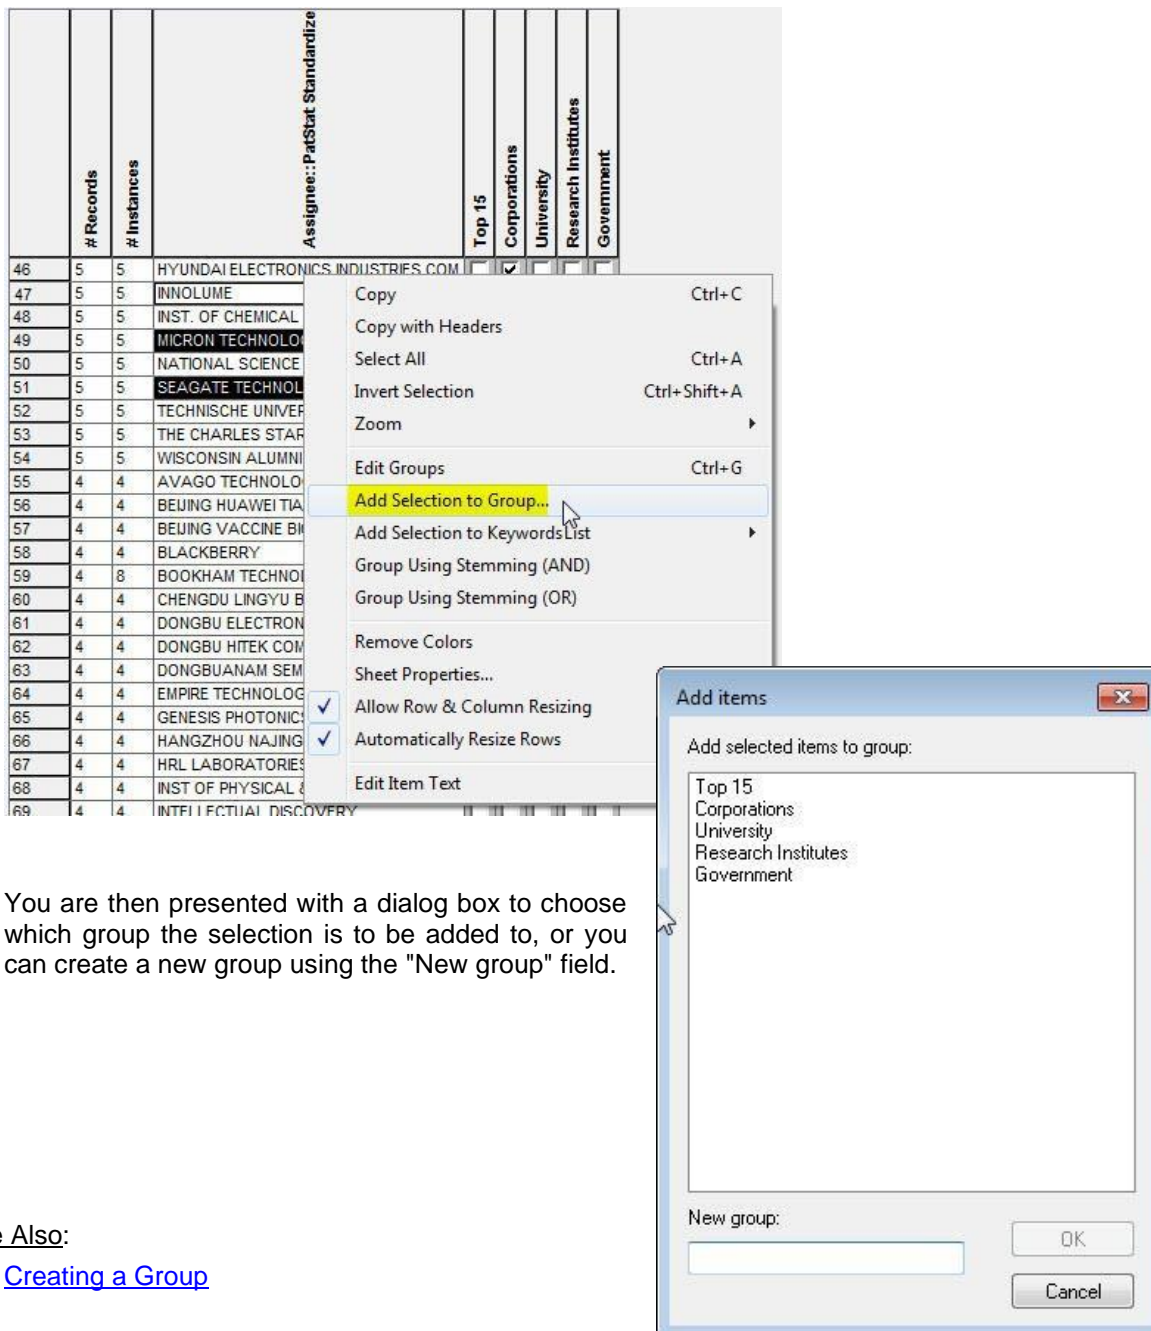 # Records # Instances Assignee::PatStat Standardize Top 15 Corporations University Research Institutes Government
46 5 5 HYUNDAI ELECTRONICS INDUSTRIES COM
47 5 5 INNOLUME
48 5 5 INST. OF CHEMICAL
49 5 5 MICRON TECHNOLO
50 5 5 NATIONAL SCIENCE
51 5 5 SEAGATE TECHNOL
52 5 5 TECHNISCHE UNIVER
53 5 5 THE CHARLES STAR
54 5 5 WISCONSIN ALUMNI
55 4 4 AVAGO TECHNOLO
56 4 4 BEIJING HUAWEI TIA
57 4 4 BEIJING VACCINE BI
58 4 4 BLACKBERRY
59 4 8 BOOKHAM TECHNOL
60 4 4 CHENGDU LINGYU B
61 4 4 DONGBU ELECTRON
62 4 4 DONGBU HITEK COM
63 4 4 DONGBUANAM SEM
64 4 4 EMPIRE TECHNOLOG
65 4 4 GENESIS PHOTONICS
66 4 4 HANGZHOU NAJING
67 4 4 HRL LABORATORIES
68 4 4 INST OF PHYSICAL &
69 4 4 INTELLECTUAL DISCOVERY
Copy Ctrl+C
Copy with Headers
Select All Ctrl+A
Invert Selection Ctrl+Shift+A
Zoom
Edit Groups Ctrl+G
Add Selection to Group...
Add Selection to Keywords List
Group Using Stemming (AND)
Group Using Stemming (OR)
Remove Colors
Sheet Properties...
Allow Row & Column Resizing
Automatically Resize Rows
Edit Item Text
Add items
Add selected items to group:
Top 15
Corporations
University
Research Institutes
Government
New group:
OK
Cancel
You are then presented with a dialog box to choose
which group the selection is to be added to, or you
can create a new group using the "New group" field.
e Also:
Creating a Group